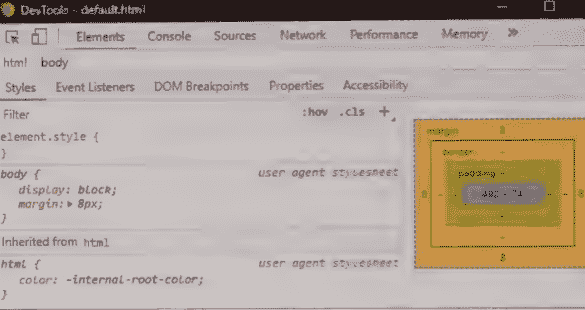 DevTools - default.html
Elements Console Sources Network Performance Memory »
html body
Styles Event Listeners DOM Breakpoints Properties Accessibility
Filter :hov .cls +
element.style {
}
body { user agent stylesheet
display: block;
margin: ▸ 8px;
}
Inherited from html
html { user agent stylesheet
color: -internal-root-color;
}
margin 8
border -
padding -
8
8
8